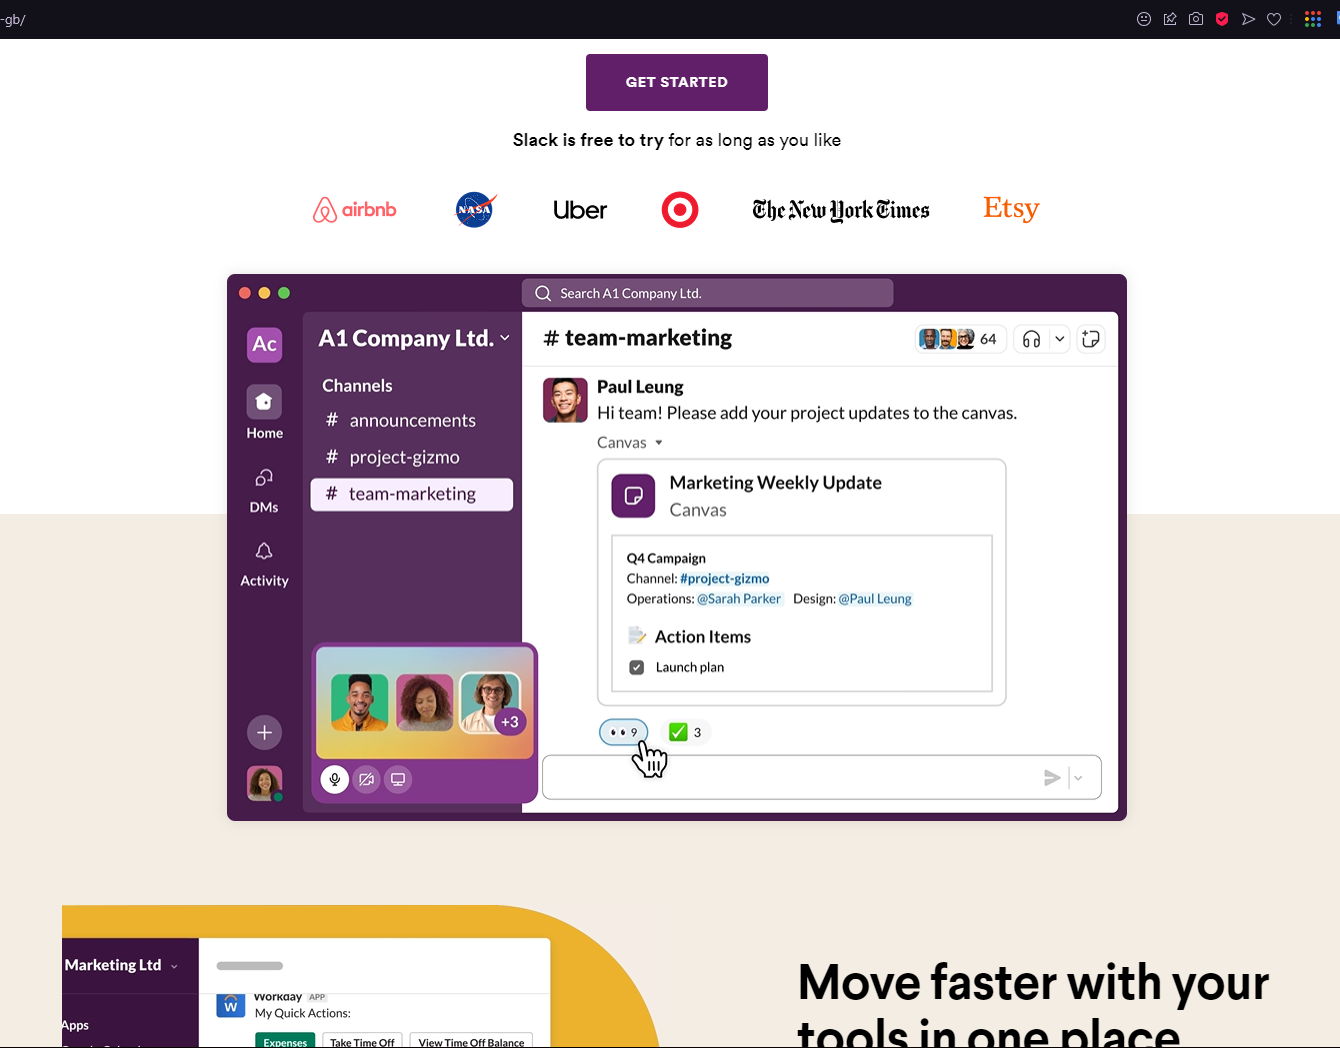 -gb/
GET STARTED
Slack is free to try for as long as you like
airbnb
NASA
Uber
The New York Times
Etsy
Search A1 Company Ltd.
Ac
A1 Company Ltd.
# team-marketing
64
Channels
# announcements
# project-gizmo
# team-marketing
Home
DMs
Activity
Paul Leung
Hi team! Please add your project updates to the canvas.
Canvas
Marketing Weekly Update
Canvas
Q4 Campaign
Channel: #project-gizmo
Operations: @Sarah Parker Design: @Paul Leung
Action Items
Launch plan
+3
9
3
Marketing Ltd
Apps
Workday APP
W
My Quick Actions:
Expenses
Take Time Off
View Time Off Balance
Move faster with your
tools in one place